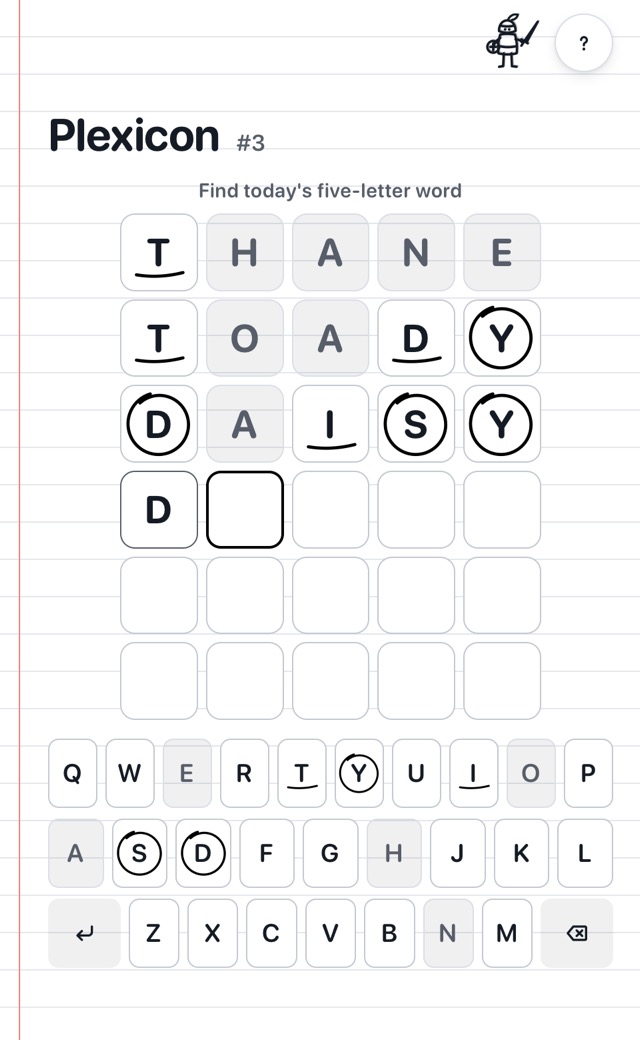 ?
Plexicon #3
Find today's five-letter word
T H A N E
T O A D Y
D A I S Y
D
Q W E R T Y U I O P
A S D F G H J K L
Z X C V B N M